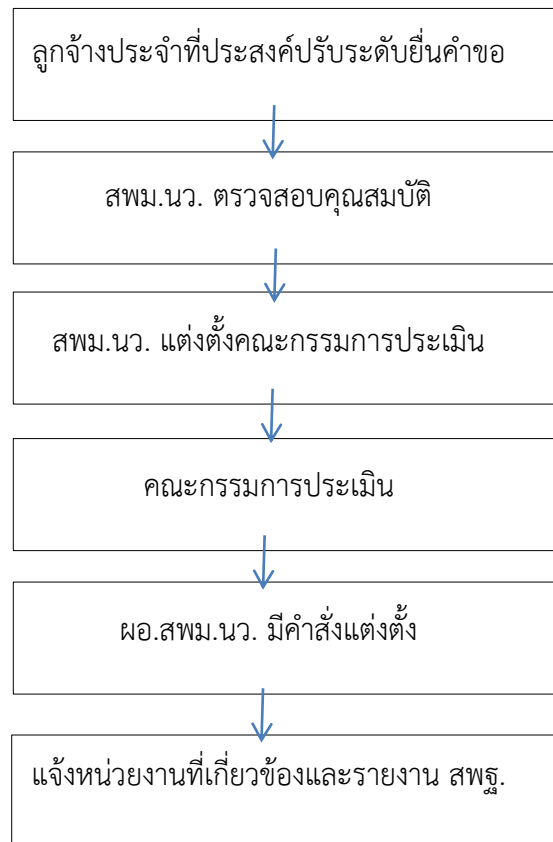 ลูกจ้างประจำที่ประสงค์ปรับระดับยื่นคำขอ
สพม.นว. ตรวจสอบคุณสมบัติ
สพม.นว. แต่งตั้งคณะกรรมการประเมิน
คณะกรรมการประเมิน
ผอ.สพม.นว. มีคำสั่งแต่งตั้ง
แจ้งหน่วยงานที่เกี่ยวข้องและรายงาน สพฐ.